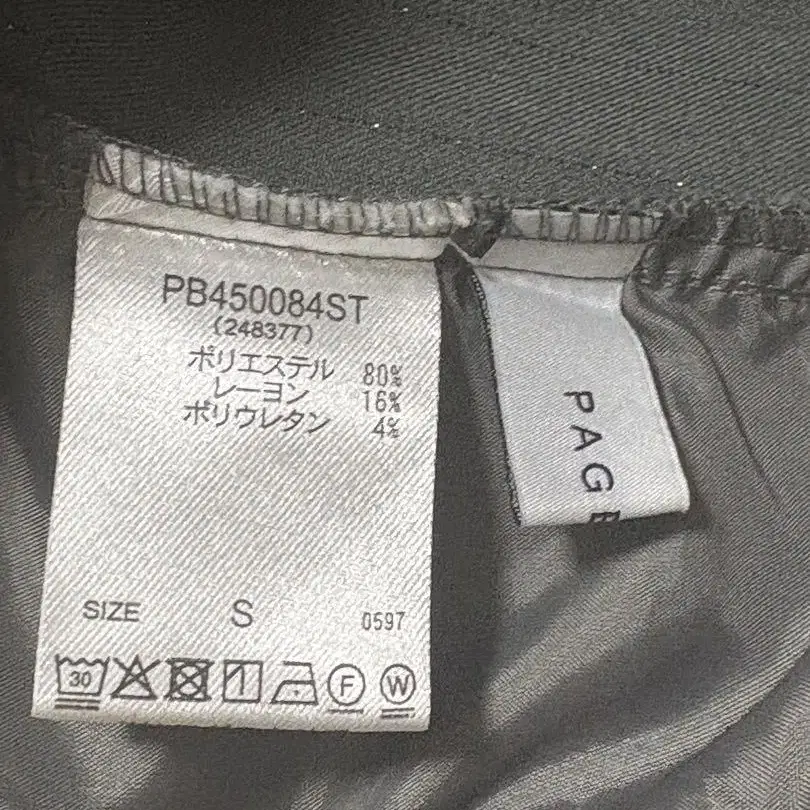 PB450084ST
(248377)
ポリエステル 80%
レーヨン 16%
ポリウレタン 4%
SIZE S 0597
30 F W
PAGE